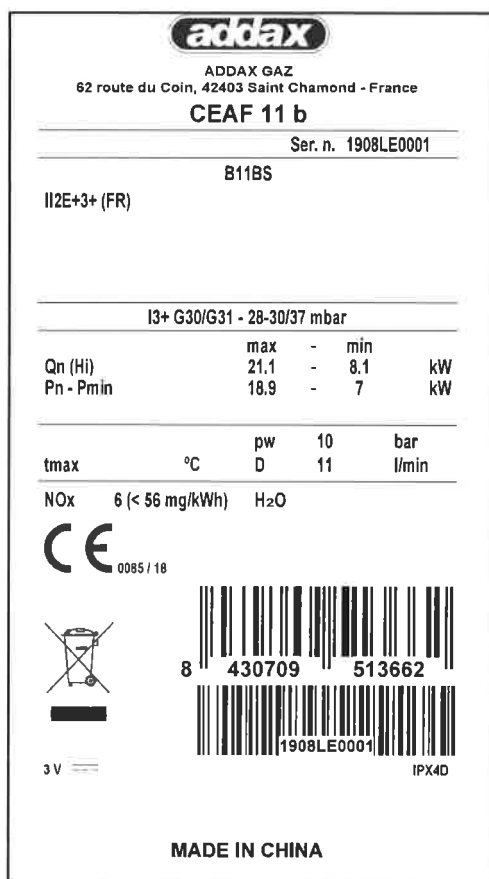 addax
ADDAX GAZ
62 route du Coin, 42403 Saint Chamond - France
CEAF 11 b
Ser. n. 1908LE0001
B11BS
II2E+3+ (FR)
I3+ G30/G31 - 28-30/37 mbar
max - min
Qn (Hi) 21.1 - 8.1 kW
Pn - Pmin 18.9 - 7 kW
pw 10 bar
tmax ºC D 11 l/min
NOx 6 (< 56 mg/kWh) H₂O
CE 0085 / 18
8 430709 513662
1908LE0001
3 V IPX4D
MADE IN CHINA